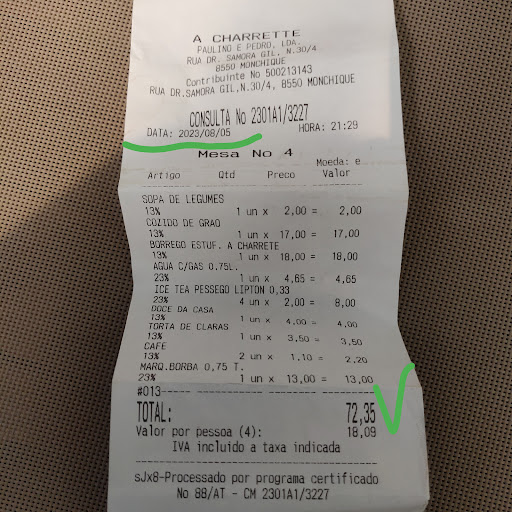 A CHARRETTE
PAULINO E PEDRO, LDA.
RUA DR. SAMORA GIL, N.30/4
8550 MONCHIQUE
Contribuinte No 500213143
RUA DR.SAMORA GIL,N.30/4, 8550 MONCHIQUE
CONSULTA No 2301A1/3227
DATA: 2023/08/05 HORA: 21:29
Mesa No 4
Moeda: e
Artigo Qtd Preco Valor
SOPA DE LEGUMES
13% 1 un x 2,00 = 2,00
COZIDO DE GRAO
13% 1 un x 17,00 = 17,00
BORREGO ESTUF. A CHARRETE
13% 1 un x 18,00 = 18,00
AGUA C/GAS 0.75L.
23% 1 un x 4,65 = 4,65
ICE TEA PESSEGO LIPTON 0,33
23% 4 un x 2,00 = 8,00
DOCE DA CASA
13% 1 un x 4,00 = 4,00
TORTA DE CLARAS
13% 1 un x 3,50 = 3,50
CAFE
13% 2 un x 1,10 = 2,20
MARQ.BORBA 0,75 T.
23% 1 un x 13,00 = 13,00
#013
TOTAL: 72,35
Valor por pessoa (4): 18,09
IVA incluido a taxa indicada
sJx8-Processado por programa certificado
No 88/AT - CM 2301A1/3227